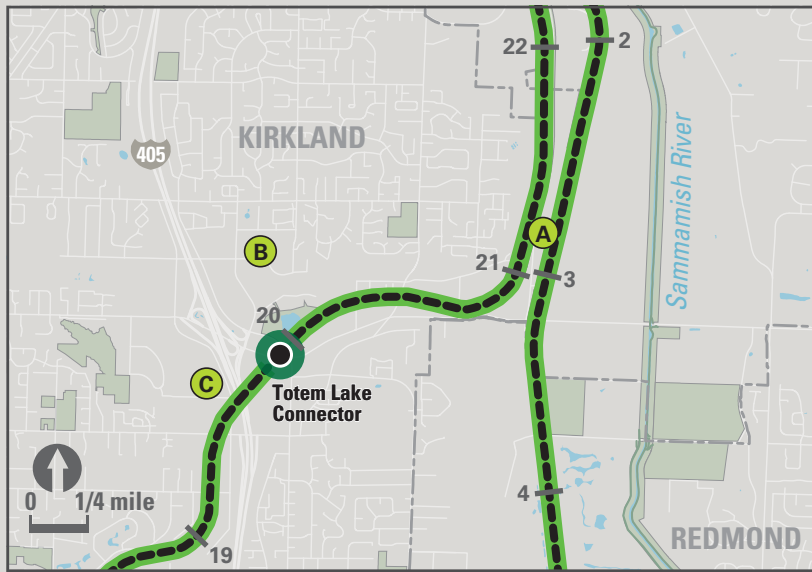 22
2
KIRKLAND
405
Sammamish River
A
B
21
3
20
C
Totem Lake
Connector
4
0 1/4 mile
19
REDMOND